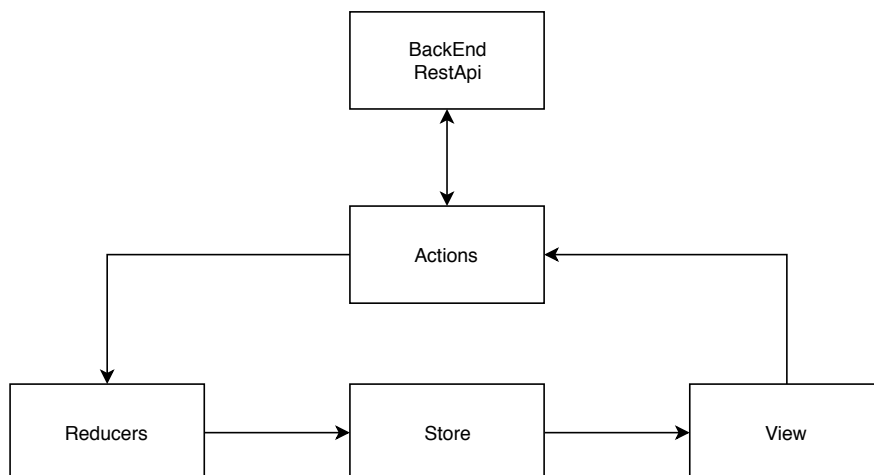 BackEnd
RestApi
Actions
Reducers
Store
View